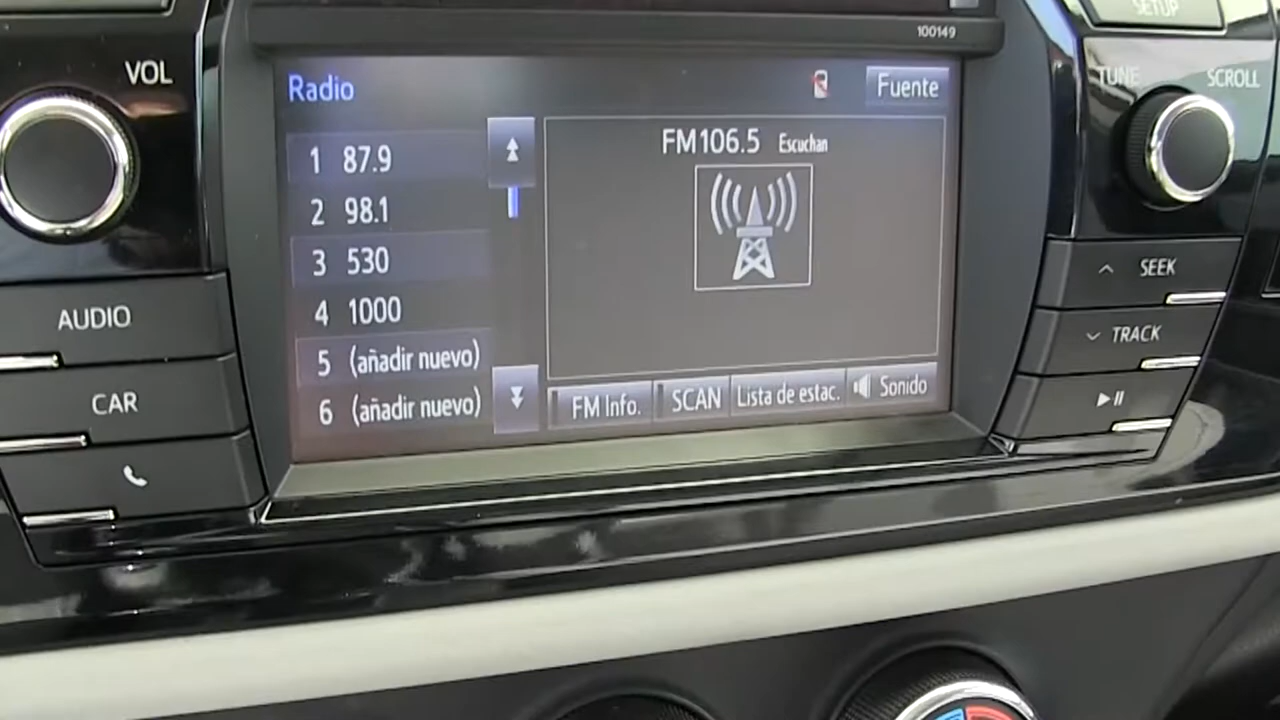 SETUP
100149
VOL
TUNE SCROLL
Radio
Fuente
FM106.5 Escuchan
1 87.9
2 98.1
3 530
4 1000
5 (añadir nuevo)
6 (añadir nuevo)
FM Info. SCAN Lista de estac. Sonido
AUDIO
CAR
SEEK
TRACK